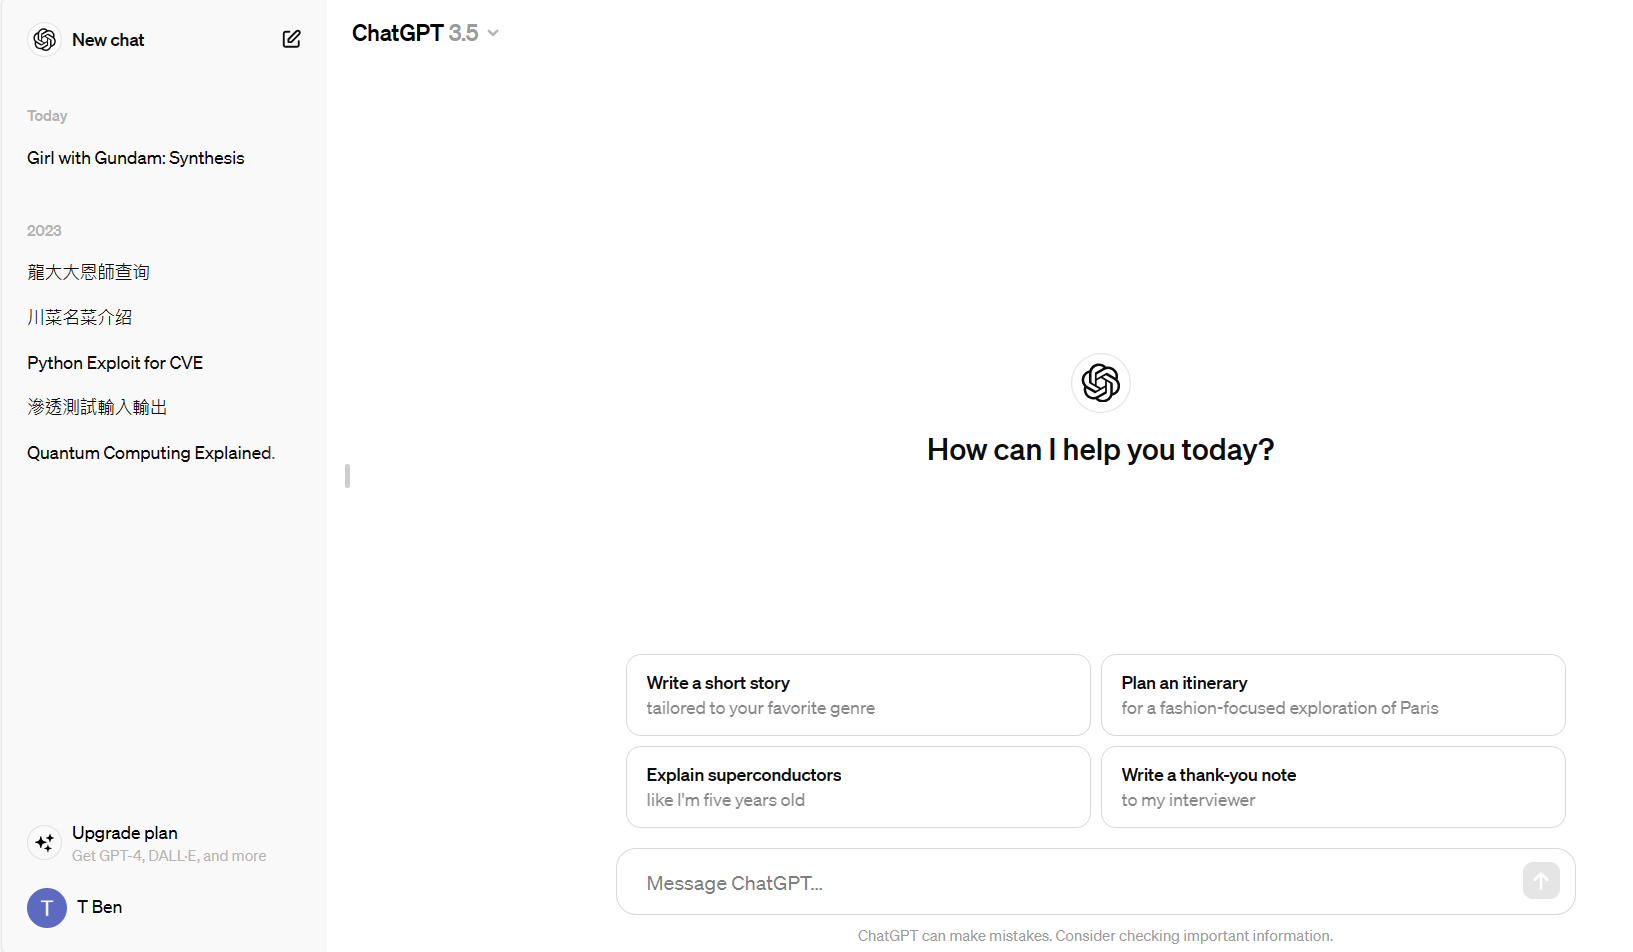 New chat
Today
Girl with Gundam: Synthesis
2023
龍大大恩師查询
川菜名菜介绍
Python Exploit for CVE
滲透測試輸入輸出
Quantum Computing Explained.
Upgrade plan
Get GPT-4, DALL·E, and more
T
T Ben
ChatGPT 3.5
How can I help you today?
Write a short story
tailored to your favorite genre
Plan an itinerary
for a fashion-focused exploration of Paris
Explain superconductors
like I'm five years old
Write a thank-you note
to my interviewer
Message ChatGPT...
ChatGPT can make mistakes. Consider checking important information.